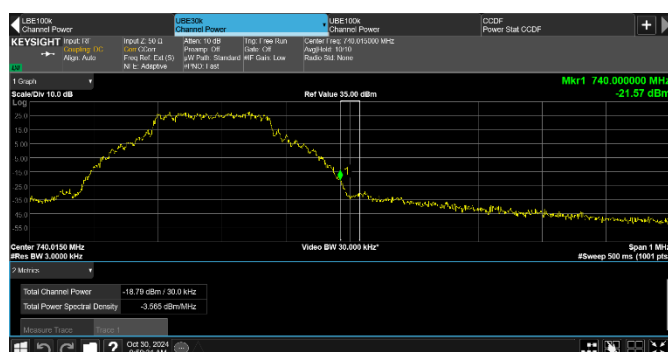 LBE100k
Channel Power
UBE30k
Channel Power
UBE100k
Channel Power
CCDF
Power Stat CCDF
KEYSIGHT
Input: RF
Coupling: DC
Align: Auto
Input Z: 50 Ω
Corr CCorr
Freq Ref: Ext (S)
NFE: Adaptive
Atten: 10 dB
Preamp: Off
µW Path: Standard
#PNO: Fast
Trig: Free Run
Gate: Off
#IF Gain: Low
Center Freq: 740.015000 MHz
Avg|Hold: 10/10
Radio Std: None
1 Graph
Mkr1 740.000000 MHz
Scale/Div 10.0 dB
Ref Value 35.00 dBm
-21.57 dBm
Log
25.0
15.0
5.00
-5.00
-15.0
-25.0
-35.0
-45.0
-55.0
1
Center 740.0150 MHz
Video BW 30.000 kHz*
Span 1 MHz
#Res BW 3.0000 kHz
#Sweep 500 ms (1001 pts)
2 Metrics
Total Channel Power
-18.79 dBm / 30.0 kHz
Total Power Spectral Density
-3.565 dBm/MHz
Measure Trace
Trace 1
Oct 30, 2024